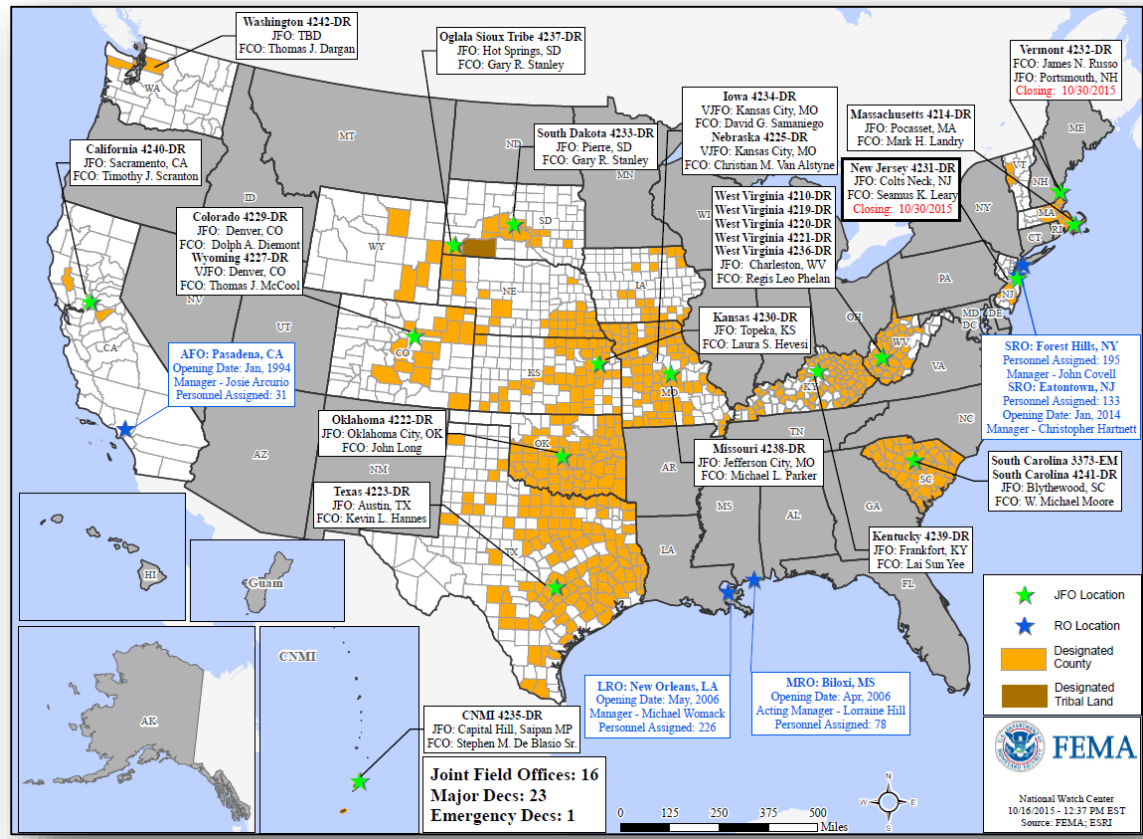 Washington 4242-DR
JFO: TBD
FCO: Thomas J. Dargan
Oglala Sioux Tribe 4237-DR
JFO: Hot Springs, SD
FCO: Gary R. Stanley
Vermont 4232-DR
FCO: James N. Russo
JFO: Portsmouth, NH
Closing: 10/30/2015
Iowa 4234-DR
VJFO: Kansas City, MO
FCO: David G. Samaniego
Nebraska 4225-DR
VJFO: Kansas City, MO
FCO: Christian M. Van Alstyne
Massachusetts 4214-DR
JFO: Pocasset, MA
FCO: Mark H. Landry
South Dakota 4233-DR
JFO: Pierre, SD
FCO: Gary R. Stanley
California 4240-DR
JFO: Sacramento, CA
FCO: Timothy J. Scranton
New Jersey 4231-DR
JFO: Colts Neck, NJ
FCO: Seamus K. Leary
Closing: 10/30/2015
West Virginia 4210-DR
West Virginia 4219-DR
West Virginia 4220-DR
West Virginia 4221-DR
West Virginia 4236-DR
JFO: Charleston, WV
FCO: Regis Leo Phelan
Colorado 4229-DR
JFO: Denver, CO
FCO: Dolph A. Diemont
Wyoming 4227-DR
VJFO: Denver, CO
FCO: Thomas J. McCool
Kansas 4230-DR
JFO: Topeka, KS
FCO: Laura S. Hevesi
AFO: Pasadena, CA
Opening Date: Jan, 1994
Manager - Josie Arcurio
Personnel Assigned: 31
SRO: Forest Hills, NY
Personnel Assigned: 195
Manager - John Covell
SRO: Eatontown, NJ
Personnel Assigned: 133
Opening Date: Jan, 2014
Manager - Christopher Hartnett
Oklahoma 4222-DR
JFO: Oklahoma City, OK
FCO: John Long
Missouri 4238-DR
JFO: Jefferson City, MO
FCO: Michael L. Parker
South Carolina 3373-EM
South Carolina 4241-DR
JFO: Blythewood, SC
FCO: W. Michael Moore
Texas 4223-DR
JFO: Austin, TX
FCO: Kevin L. Hannes
Kentucky 4239-DR
JFO: Frankfort, KY
FCO: Lai Sun Yee
LRO: New Orleans, LA
Opening Date: May, 2006
Manager - Michael Womack
Personnel Assigned: 226
MRO: Biloxi, MS
Opening Date: Apr, 2006
Acting Manager - Lorraine Hill
Personnel Assigned: 78
CNMI 4235-DR
JFO: Capital Hill, Saipan MP
FCO: Stephen M. De Blasio Sr.
Joint Field Offices: 16
Major Decs: 23
Emergency Decs: 1
WA
MT
ND
MN
WI
ME
VT
NH
NY
MA
RI
CT
ID
WY
SD
IA
PA
NJ
OH
MD
DE
DC
NV
UT
CO
NE
KS
MO
KY
WV
VA
CA
AZ
NM
OK
AR
TN
NC
SC
TX
LA
MS
AL
GA
FL
HI
Guam
AK
CNMI
JFO Location
RO Location
Designated
County
Designated
Tribal Land
FEMA
National Watch Center
10/16/2015 - 12:37 PM EST
Source: FEMA; ESRI
N
W
E
S
0 125 250 375 500
Miles